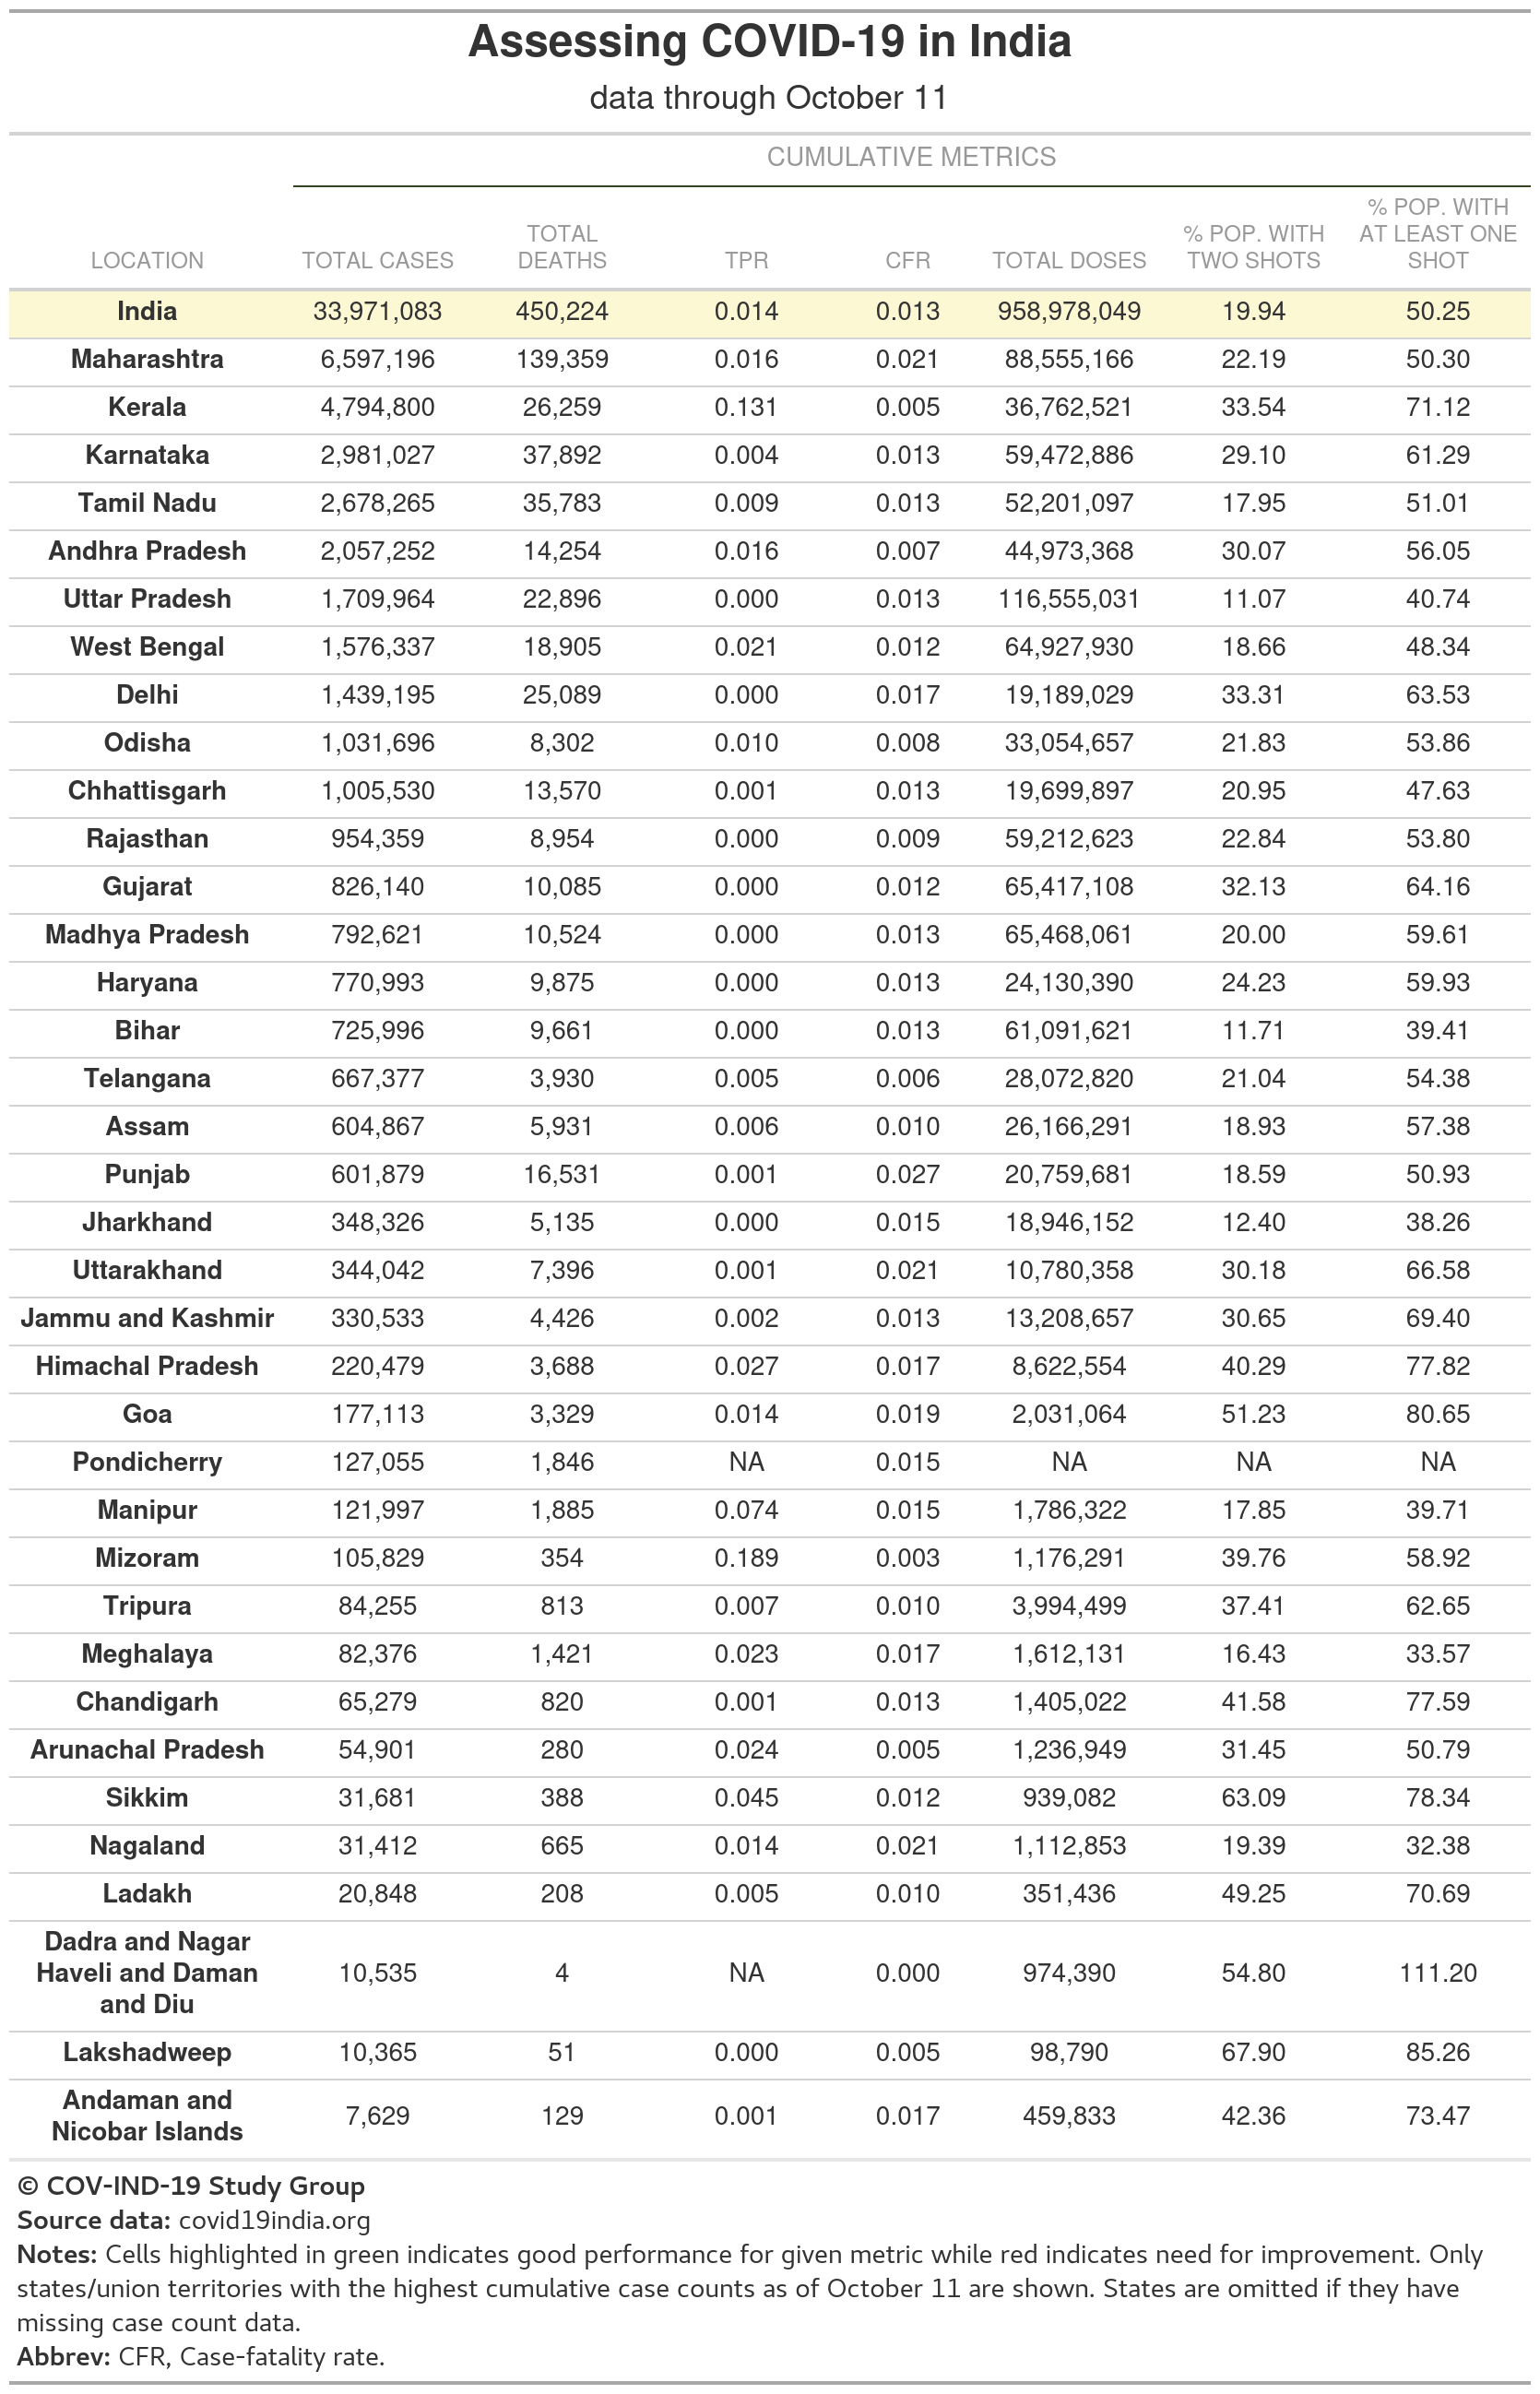 Assessing COVID-19 in India
data through October 11
CUMULATIVE METRICS
LOCATION TOTAL CASES TOTAL DEATHS TPR CFR TOTAL DOSES % POP. WITH TWO SHOTS % POP. WITH AT LEAST ONE SHOT
India 33,971,083 450,224 0.014 0.013 958,978,049 19.94 50.25
Maharashtra 6,597,196 139,359 0.016 0.021 88,555,166 22.19 50.30
Kerala 4,794,800 26,259 0.131 0.005 36,762,521 33.54 71.12
Karnataka 2,981,027 37,892 0.004 0.013 59,472,886 29.10 61.29
Tamil Nadu 2,678,265 35,783 0.009 0.013 52,201,097 17.95 51.01
Andhra Pradesh 2,057,252 14,254 0.016 0.007 44,973,368 30.07 56.05
Uttar Pradesh 1,709,964 22,896 0.000 0.013 116,555,031 11.07 40.74
West Bengal 1,576,337 18,905 0.021 0.012 64,927,930 18.66 48.34
Delhi 1,439,195 25,089 0.000 0.017 19,189,029 33.31 63.53
Odisha 1,031,696 8,302 0.010 0.008 33,054,657 21.83 53.86
Chhattisgarh 1,005,530 13,570 0.001 0.013 19,699,897 20.95 47.63
Rajasthan 954,359 8,954 0.000 0.009 59,212,623 22.84 53.80
Gujarat 826,140 10,085 0.000 0.012 65,417,108 32.13 64.16
Madhya Pradesh 792,621 10,524 0.000 0.013 65,468,061 20.00 59.61
Haryana 770,993 9,875 0.000 0.013 24,130,390 24.23 59.93
Bihar 725,996 9,661 0.000 0.013 61,091,621 11.71 39.41
Telangana 667,377 3,930 0.005 0.006 28,072,820 21.04 54.38
Assam 604,867 5,931 0.006 0.010 26,166,291 18.93 57.38
Punjab 601,879 16,531 0.001 0.027 20,759,681 18.59 50.93
Jharkhand 348,326 5,135 0.000 0.015 18,946,152 12.40 38.26
Uttarakhand 344,042 7,396 0.001 0.021 10,780,358 30.18 66.58
Jammu and Kashmir 330,533 4,426 0.002 0.013 13,208,657 30.65 69.40
Himachal Pradesh 220,479 3,688 0.027 0.017 8,622,554 40.29 77.82
Goa 177,113 3,329 0.014 0.019 2,031,064 51.23 80.65
Pondicherry 127,055 1,846 NA 0.015 NA NA NA
Manipur 121,997 1,885 0.074 0.015 1,786,322 17.85 39.71
Mizoram 105,829 354 0.189 0.003 1,176,291 39.76 58.92
Tripura 84,255 813 0.007 0.010 3,994,499 37.41 62.65
Meghalaya 82,376 1,421 0.023 0.017 1,612,131 16.43 33.57
Chandigarh 65,279 820 0.001 0.013 1,405,022 41.58 77.59
Arunachal Pradesh 54,901 280 0.024 0.005 1,236,949 31.45 50.79
Sikkim 31,681 388 0.045 0.012 939,082 63.09 78.34
Nagaland 31,412 665 0.014 0.021 1,112,853 19.39 32.38
Ladakh 20,848 208 0.005 0.010 351,436 49.25 70.69
Dadra and Nagar Haveli and Daman and Diu 10,535 4 NA 0.000 974,390 54.80 111.20
Lakshadweep 10,365 51 0.000 0.005 98,790 67.90 85.26
Andaman and Nicobar Islands 7,629 129 0.001 0.017 459,833 42.36 73.47
© COV-IND-19 Study Group
Source data: covid19india.org
Notes: Cells highlighted in green indicates good performance for given metric while red indicates need for improvement. Only
states/union territories with the highest cumulative case counts as of October 11 are shown. States are omitted if they have
missing case count data.
Abbrev: CFR, Case-fatality rate.